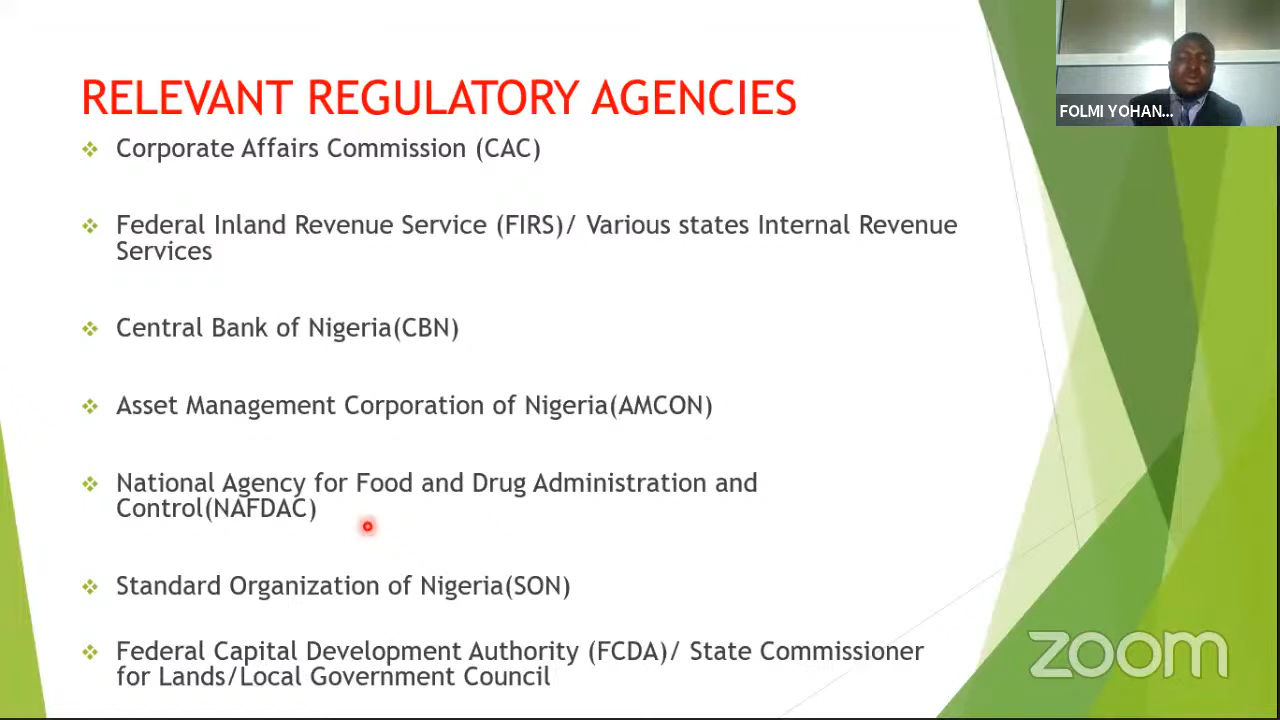 RELEVANT REGULATORY AGENCIES
Corporate Affairs Commission (CAC)
Federal Inland Revenue Service (FIRS)/ Various states Internal Revenue
Services
Central Bank of Nigeria(CBN)
Asset Management Corporation of Nigeria(AMCON)
National Agency for Food and Drug Administration and
Control(NAFDAC)
Standard Organization of Nigeria(SON)
Federal Capital Development Authority (FCDA)/ State Commissioner
for Lands/Local Government Council
FOLMI YOHAN...
zoom